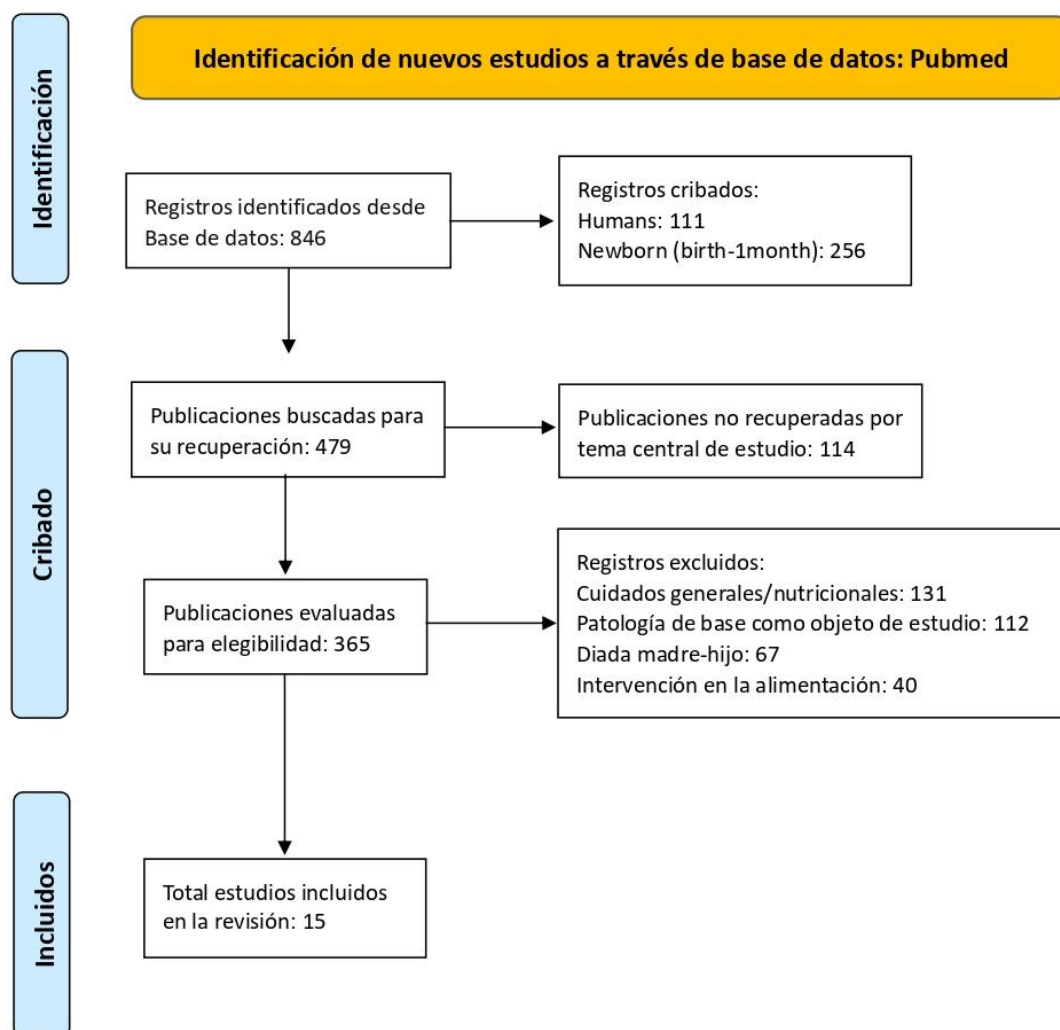 Identificación de nuevos estudios a través de base de datos: Pubmed
Identificación
Registros identificados desde
Base de datos: 846
Registros cribados:
Humans: 111
Newborn (birth-1month): 256
Cribado
Publicaciones buscadas para
su recuperación: 479
Publicaciones no recuperadas por
tema central de estudio: 114
Publicaciones evaluadas
para elegibilidad: 365
Registros excluidos:
Cuidados generales/nutricionales: 131
Patología de base como objeto de estudio: 112
Diada madre-hijo: 67
Intervención en la alimentación: 40
Incluidos
Total estudios incluidos
en la revisión: 15